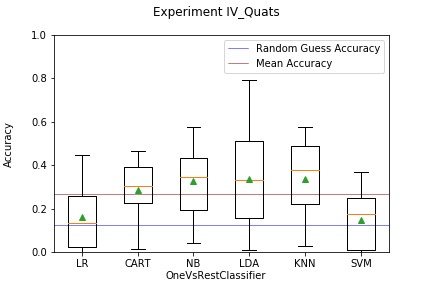 Experiment IV_Quats
Random Guess Accuracy
Mean Accuracy
Accuracy
1.0
0.8
0.6
0.4
0.2
0.0
LR CART NB LDA KNN SVM
OneVsRestClassifier